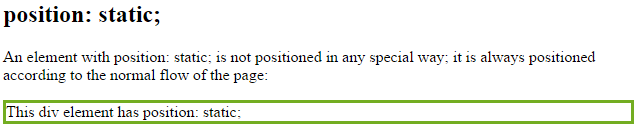 position: static;
An element with position: static; is not positioned in any special way; it is always positioned
according to the normal flow of the page:
This div element has position: static;